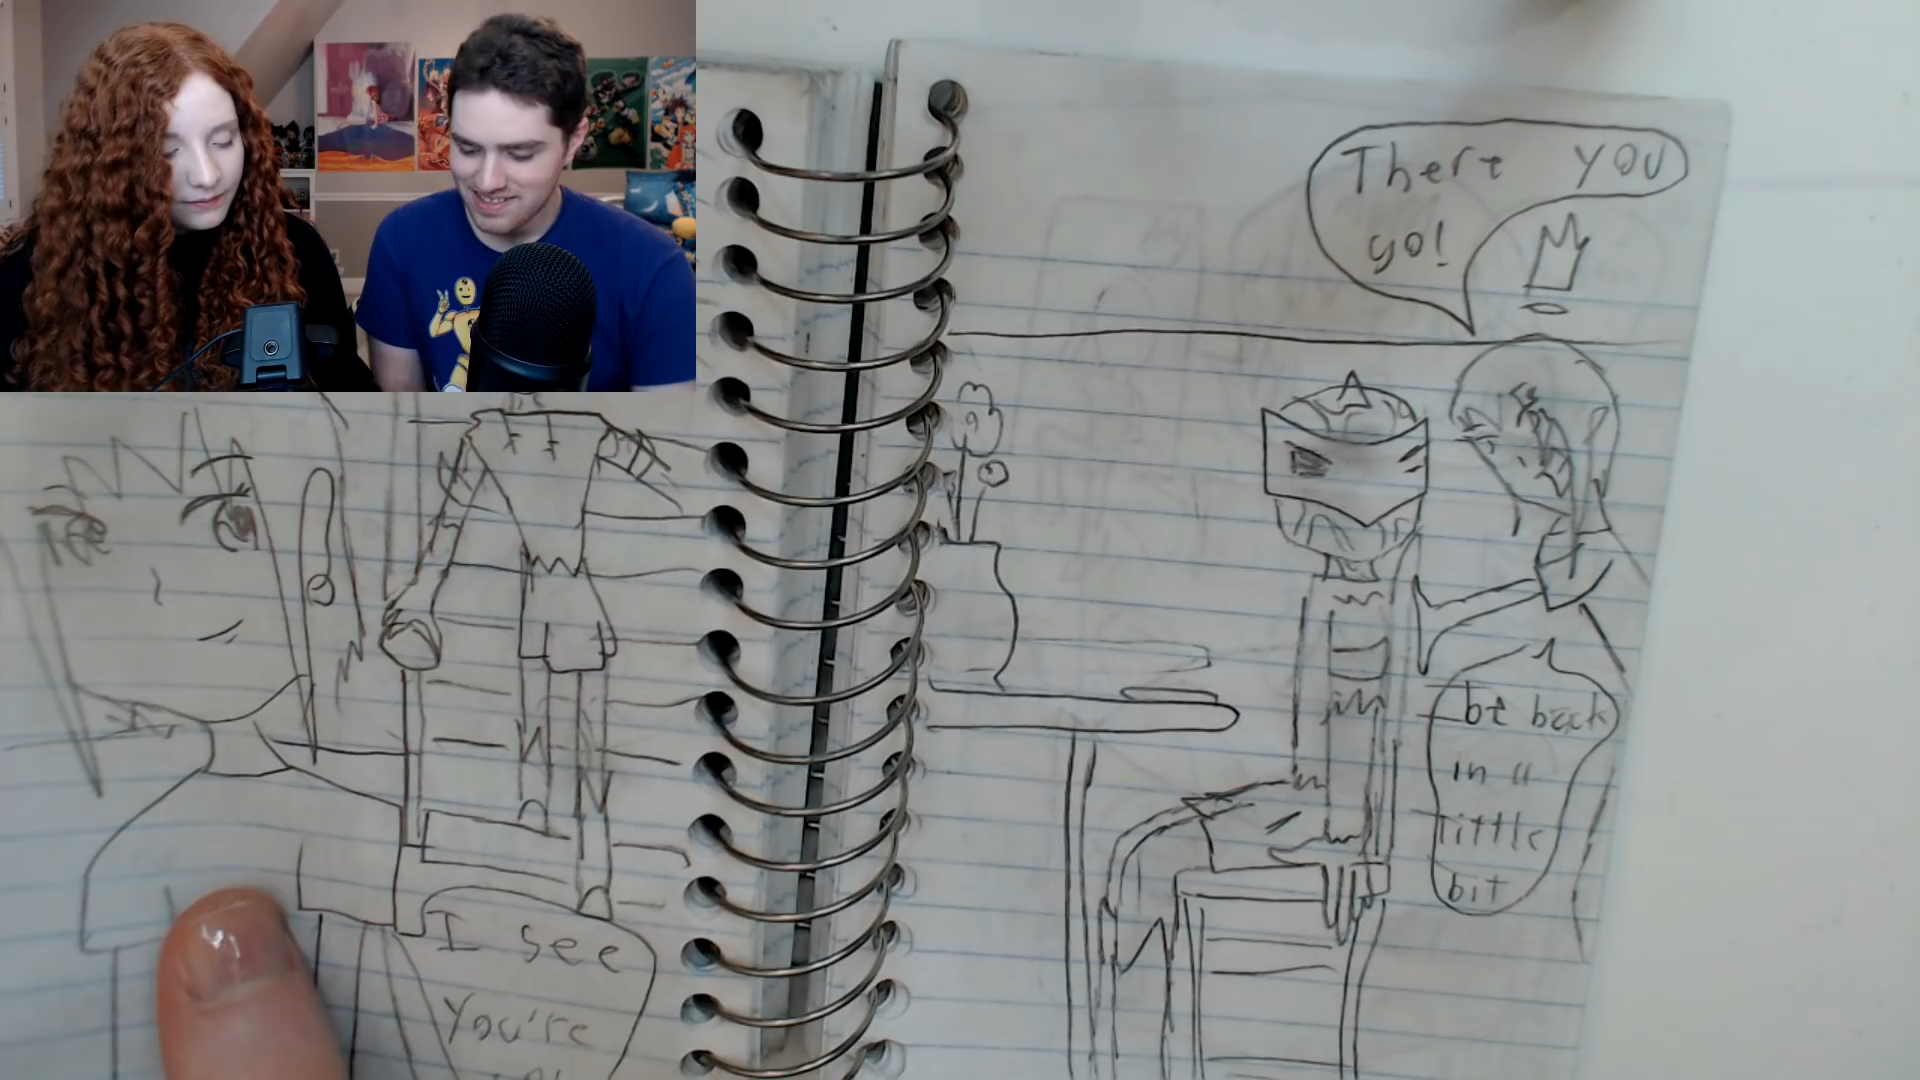 I see
You're
There you
go!
be back
in a
little
bit